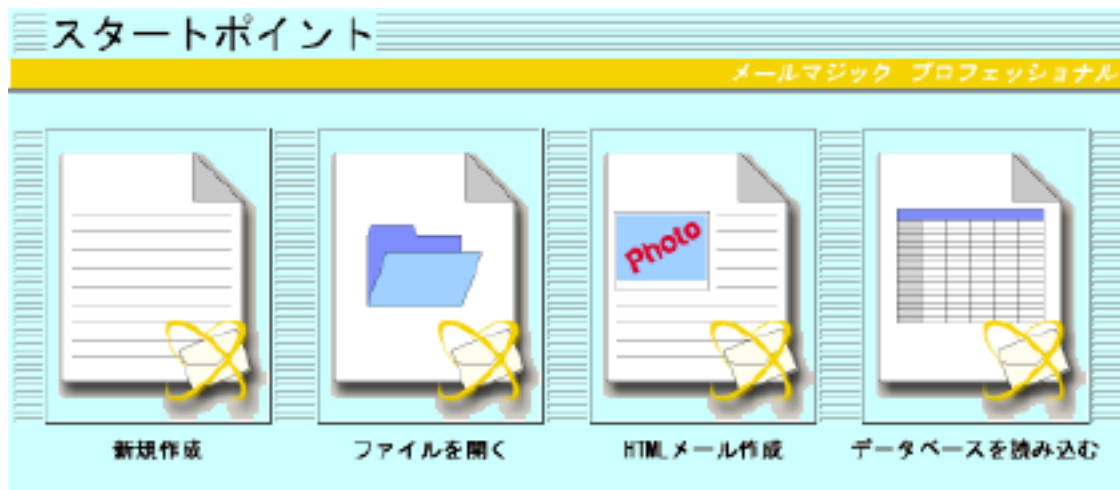 スタートポイント
メールマジック プロフェッショナル
Photo
新規作成
ファイルを開く
HTMLメール作成
データベースを読み込む